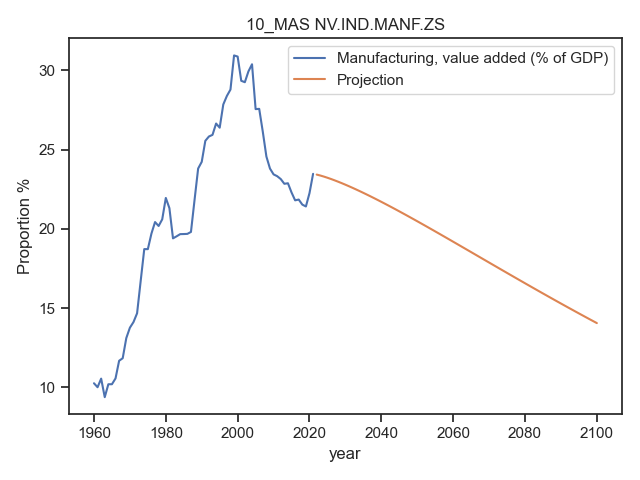 10_MAS NV.IND.MANF.ZS
Manufacturing, value added (% of GDP)
Projection
Proportion %
30
25
20
15
10
1960
1980
2000
2020
2040
2060
2080
2100
year